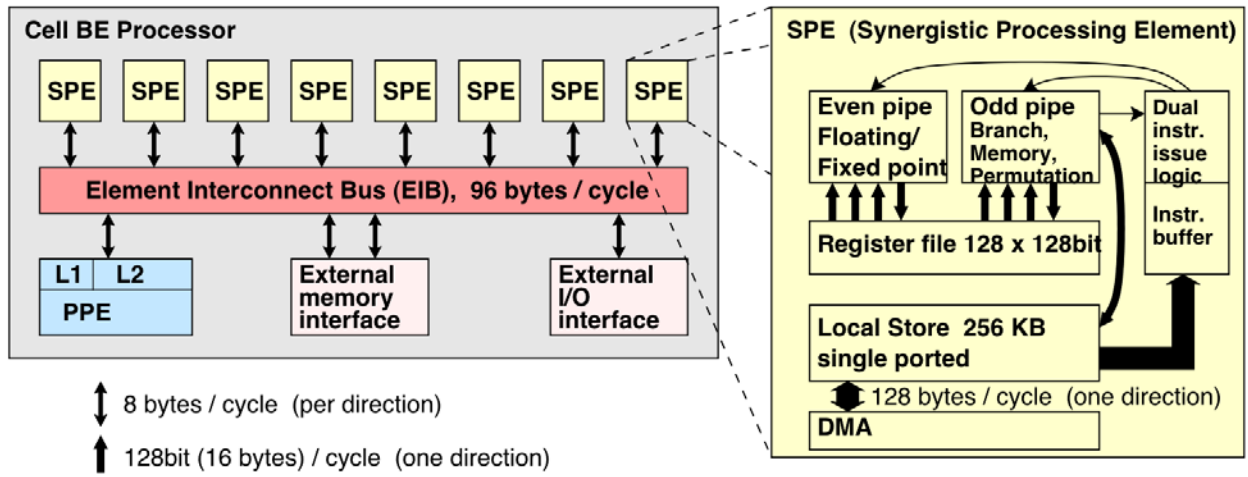 Cell BE Processor
SPE SPE SPE SPE SPE SPE SPE SPE
Element Interconnect Bus (EIB), 96 bytes / cycle
L1 L2
PPE
External
memory
interface
External
I/O
interface
8 bytes / cycle (per direction)
128bit (16 bytes) / cycle (one direction)
SPE (Synergistic Processing Element)
Even pipe
Floating/
Fixed point
Odd pipe
Branch,
Memory,
Permutation
Dual
instr.
issue
logic
Instr.
buffer
Register file 128 x 128bit
Local Store 256 KB
single ported
128 bytes / cycle (one direction)
DMA